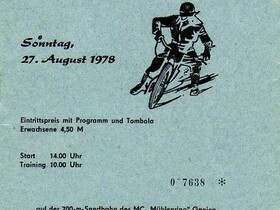 Sonntag,
27. August 1978
Eintrittspreis mit Programm und Tombola
Erwachsene 4,50 M
Start 14.00 Uhr
Training 10.00 Uhr
0 7638 *
auf der 700-m-Sandbahn des MC „Mühlenring"